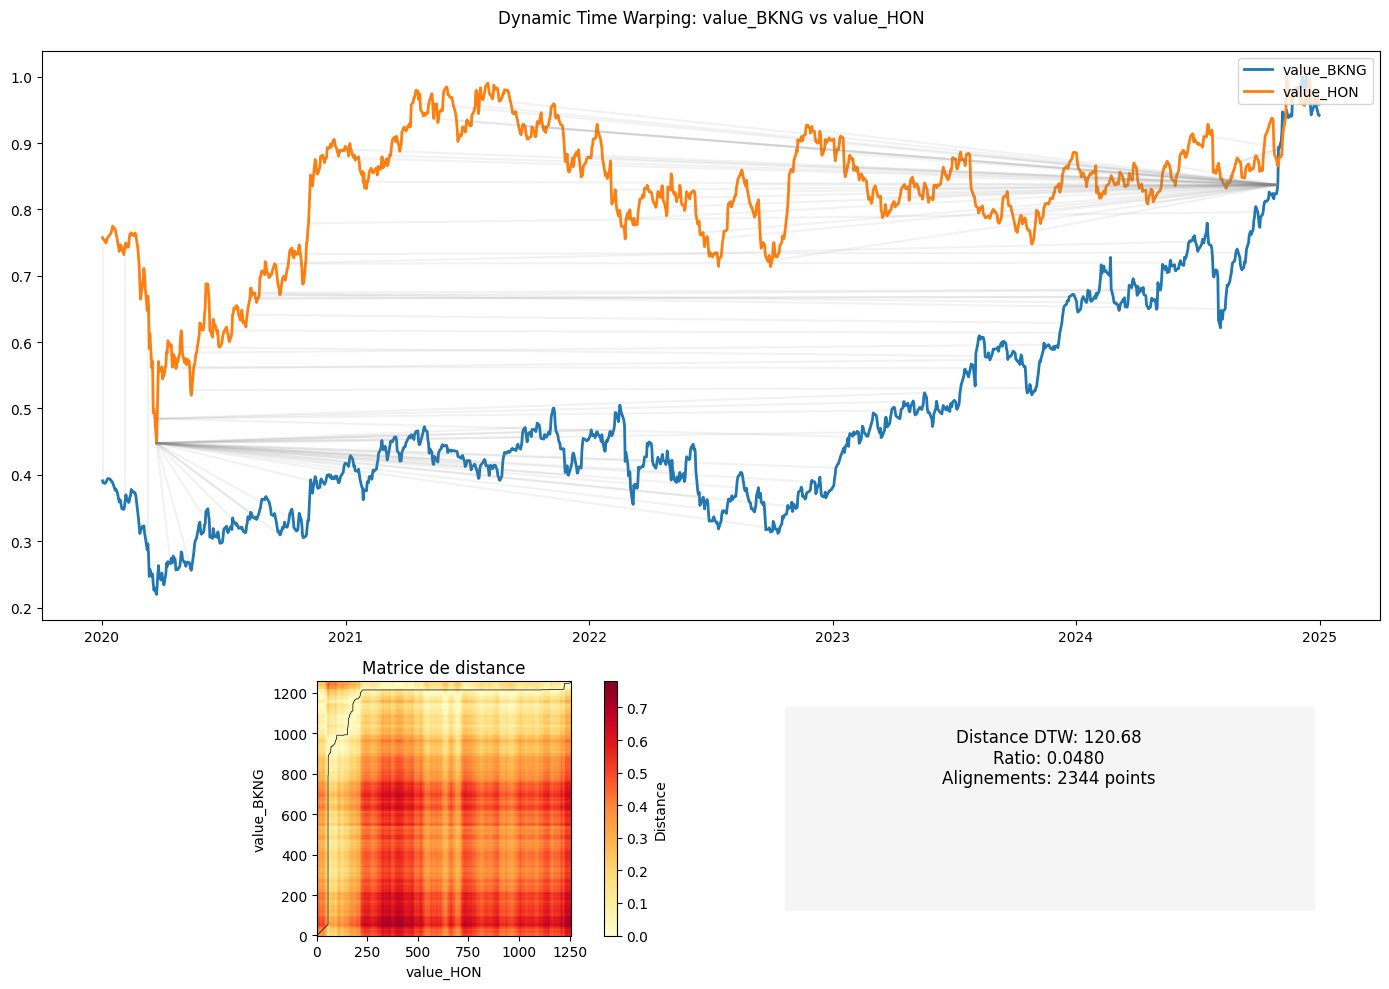 Dynamic Time Warping: value_BKNG vs value_HON
value_BKNG
value_HON
1.0
0.9
0.8
0.7
0.6
0.5
0.4
0.3
0.2
2020 2021 2022 2023 2024 2025
Matrice de distance
value_BKNG
1200
1000
800
600
400
200
0
0 250 500 750 1000 1250
value_HON
0.7
0.6
0.5
0.4
0.3
0.2
0.1
0.0
Distance
Distance DTW: 120.68
Ratio: 0.0480
Alignements: 2344 points